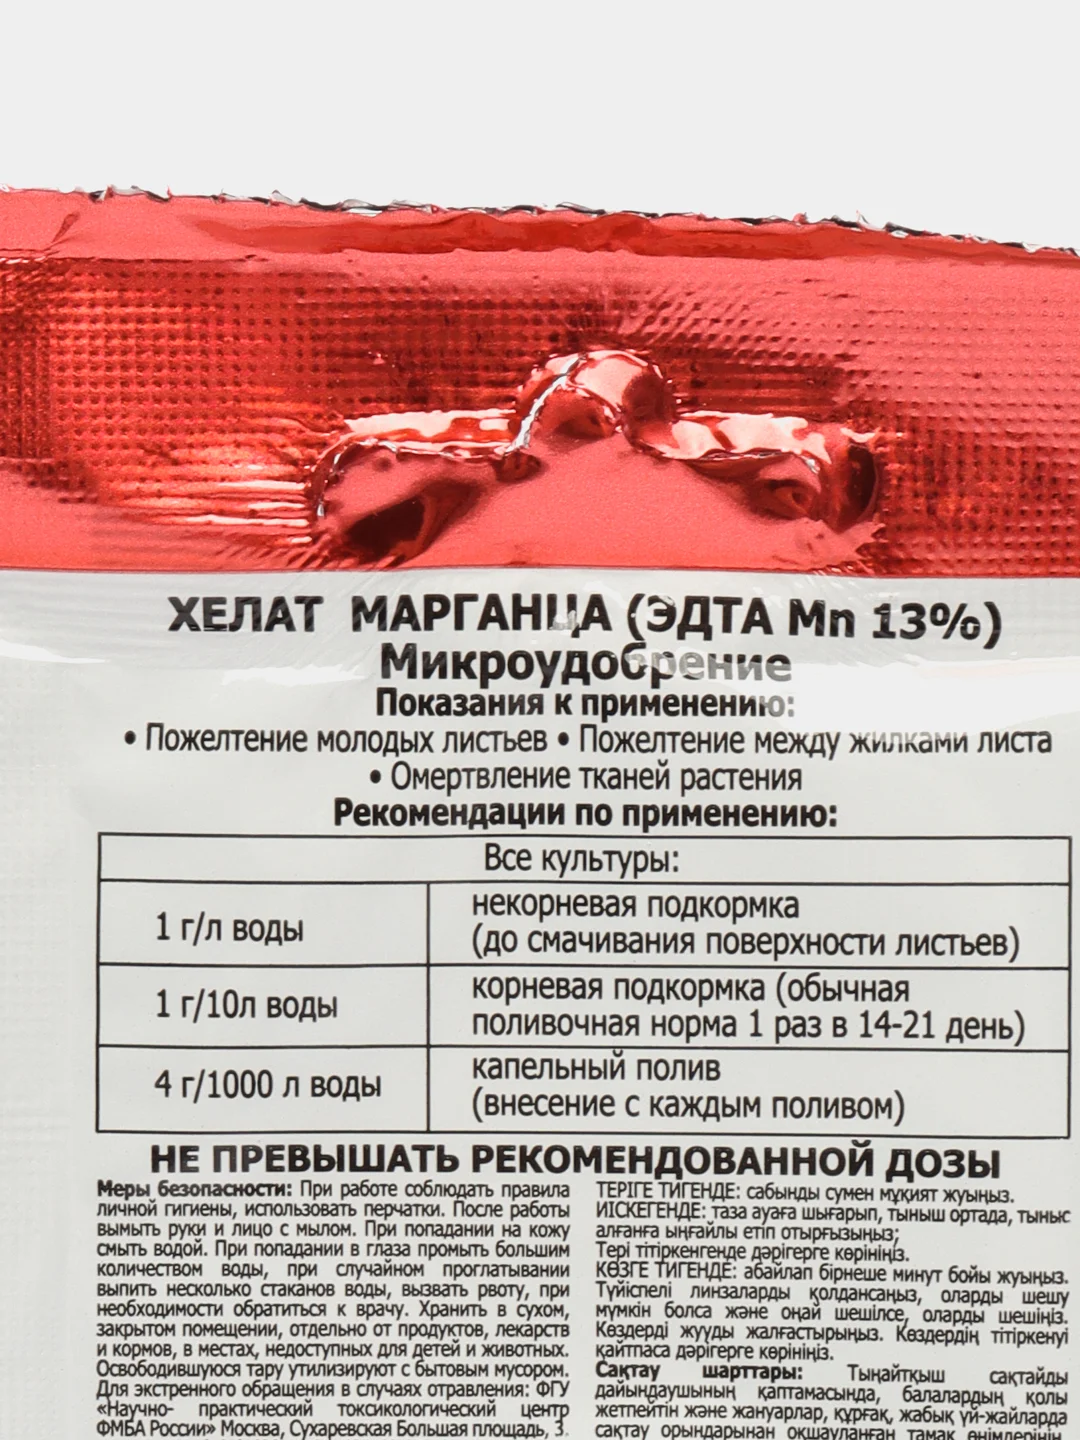 ХЕЛАТ МАРГАНЦА (ЭДТА Mn 13%)
Микроудобрение
Показания к применению:
• Пожелтение молодых листьев • Пожелтение между жилками листа
• Омертвление тканей растения
Рекомендации по применению:
Все культуры:
1 г/л воды
некорневая подкормка
(до смачивания поверхности листьев)
1 г/10л воды
корневая подкормка (обычная
поливочная норма 1 раз в 14-21 день)
4 г/1000 л воды
капельный полив
(внесение с каждым поливом)
НЕ ПРЕВЫШАТЬ РЕКОМЕНДОВАННОЙ ДОЗЫ
Меры безопасности: При работе соблюдать правила
личной гигиены, использовать перчатки. После работы
вымыть руки и лицо с мылом. При попадании на кожу
смыть водой. При попадании в глаза промыть большим
количеством воды, при случайном проглатывании
выпить несколько стаканов воды, вызвать рвоту, при
необходимости обратиться к врачу. Хранить в сухом,
закрытом помещении, отдельно от продуктов, лекарств
и кормов, в местах, недоступных для детей и животных.
Освободившуюся тару утилизируют с бытовым мусором.
Для экстренного обращения в случаях отравления: ФГУ
«Научно- практический токсикологический центр
ФМБА России» Москва, Сухаревская Большая площадь, 3.
ТЕРІГЕ ТИГЕНДЕ: сабынды сумен мұқият жуыңыз.
ИІСКЕГЕНДЕ: таза ауаға шығарып, тыныш ортада, тыныс
алғанға ыңғайлы етіп отырғызыңыз;
Тері тітіркенгенде дәрігерге көрініңіз.
КӨЗГЕ ТИГЕНДЕ: абайлап бірнеше минут бойы жуыңыз.
Түйіспелі линзаларды қолдансаңыз, оларды шешу
мүмкін болса және оңай шешілсе, оларды шешіңіз.
Көздерді жууды жалғастырыңыз. Көздердің тітіркенуі
қайтпаса дәрігерге көрініңіз.
Сақтау шарттары: Тыңайтқыш сақтайды
дайындаушының қаптамасында, балалардың қолы
жетпейтін және жануарлар, құрғақ, жабық үй-жайларда
сақтау орындарынан оқшауланған тамақ өнімдерінің,